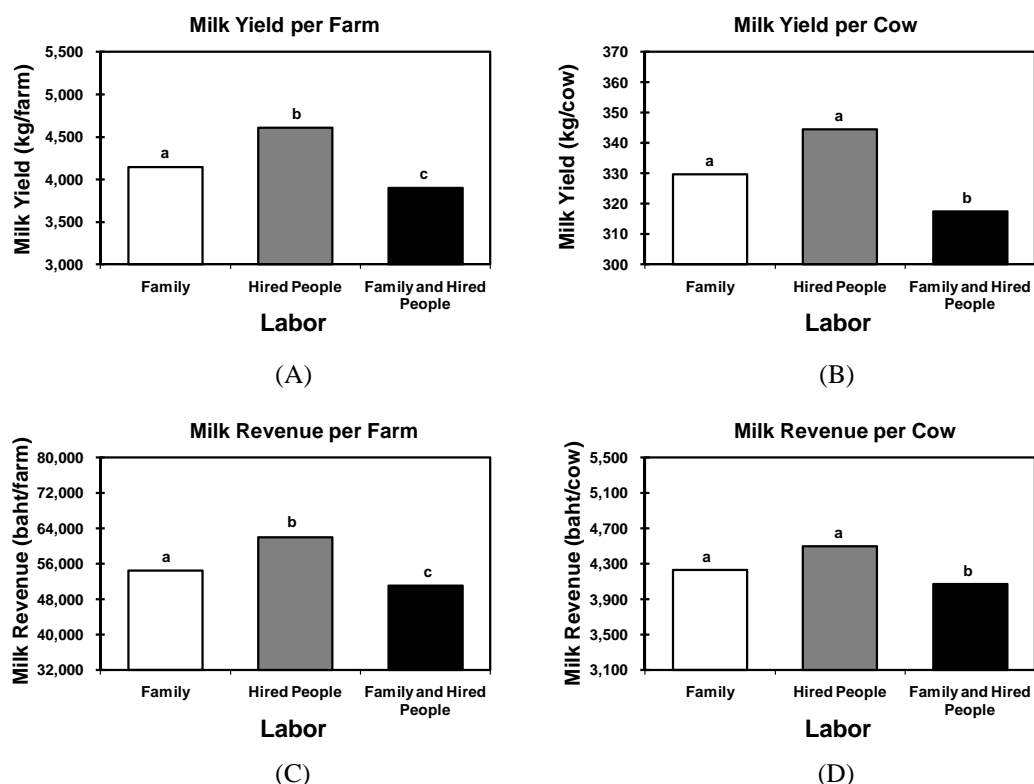 Milk Yield per Farm
Milk Yield (kg/farm)
5,500
5,000
4,500
4,000
3,500
3,000
a
b
c
Family
Hired People
Family and Hired
People
Labor
(A)
Milk Yield per Cow
Milk Yield (kg/cow)
370
360
350
340
330
320
310
300
a
a
b
Family
Hired People
Family and Hired
People
Labor
(B)
Milk Revenue per Farm
Milk Revenue (baht/farm)
80,000
72,000
64,000
56,000
48,000
40,000
32,000
a
b
c
Family
Hired People
Family and Hired
People
Labor
(C)
Milk Revenue per Cow
Milk Revenue (baht/cow)
5,500
5,100
4,700
4,300
3,900
3,500
3,100
a
a
b
Family
Hired People
Family and Hired
People
Labor
(D)